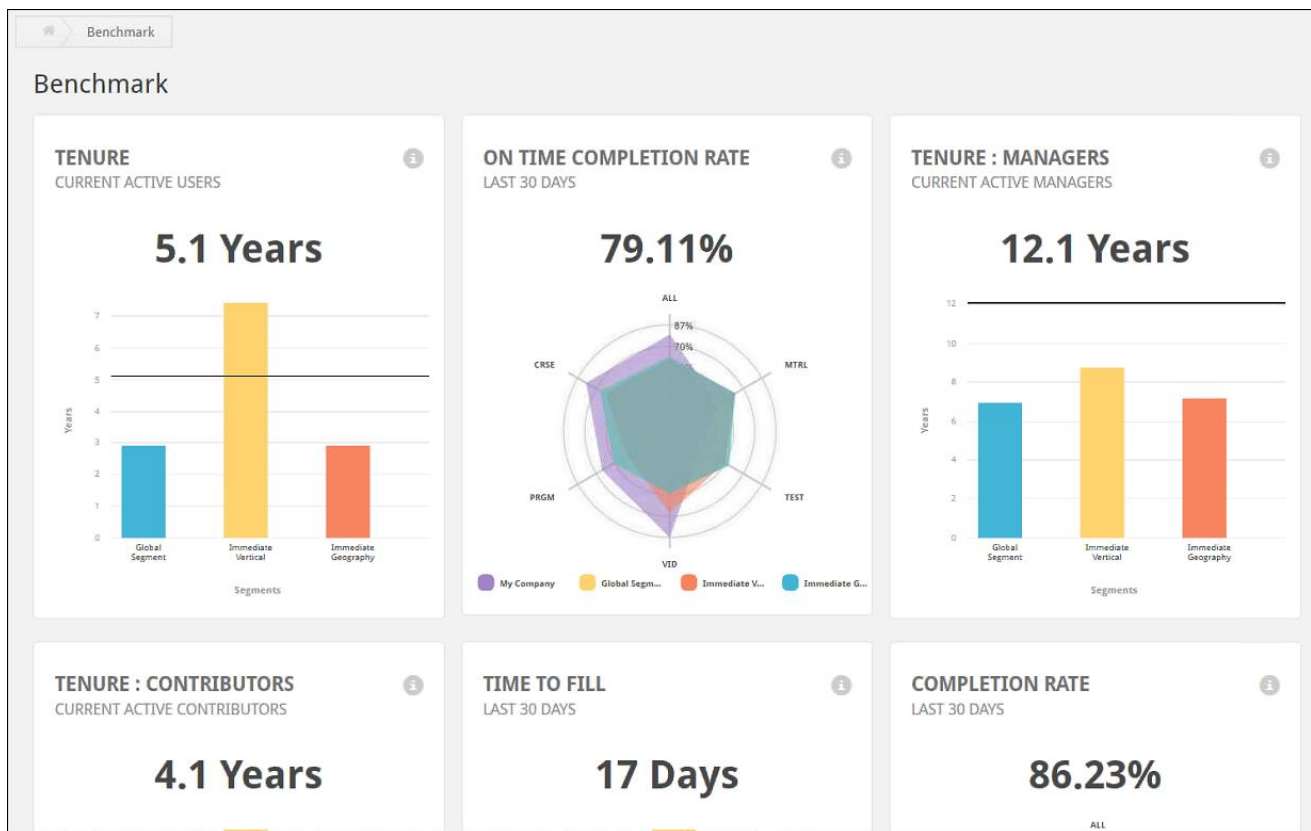 Benchmark
Benchmark
TENURE
CURRENT ACTIVE USERS
5.1 Years
7
6
5
4
3
2
1
0
Years
Global
Segment
Immediate
Vertical
Immediate
Geography
Segments
ON TIME COMPLETION RATE
LAST 30 DAYS
79.11%
ALL
87%
70%
CRSE
MTRL
PRGM
TEST
VID
My Company
Global Segm...
Immediate V...
Immediate G...
TENURE : MANAGERS
CURRENT ACTIVE MANAGERS
12.1 Years
12
10
8
6
4
2
0
Years
Global
Segment
Immediate
Vertical
Immediate
Geography
Segments
TENURE : CONTRIBUTORS
CURRENT ACTIVE CONTRIBUTORS
4.1 Years
TIME TO FILL
LAST 30 DAYS
17 Days
COMPLETION RATE
LAST 30 DAYS
86.23%
ALL